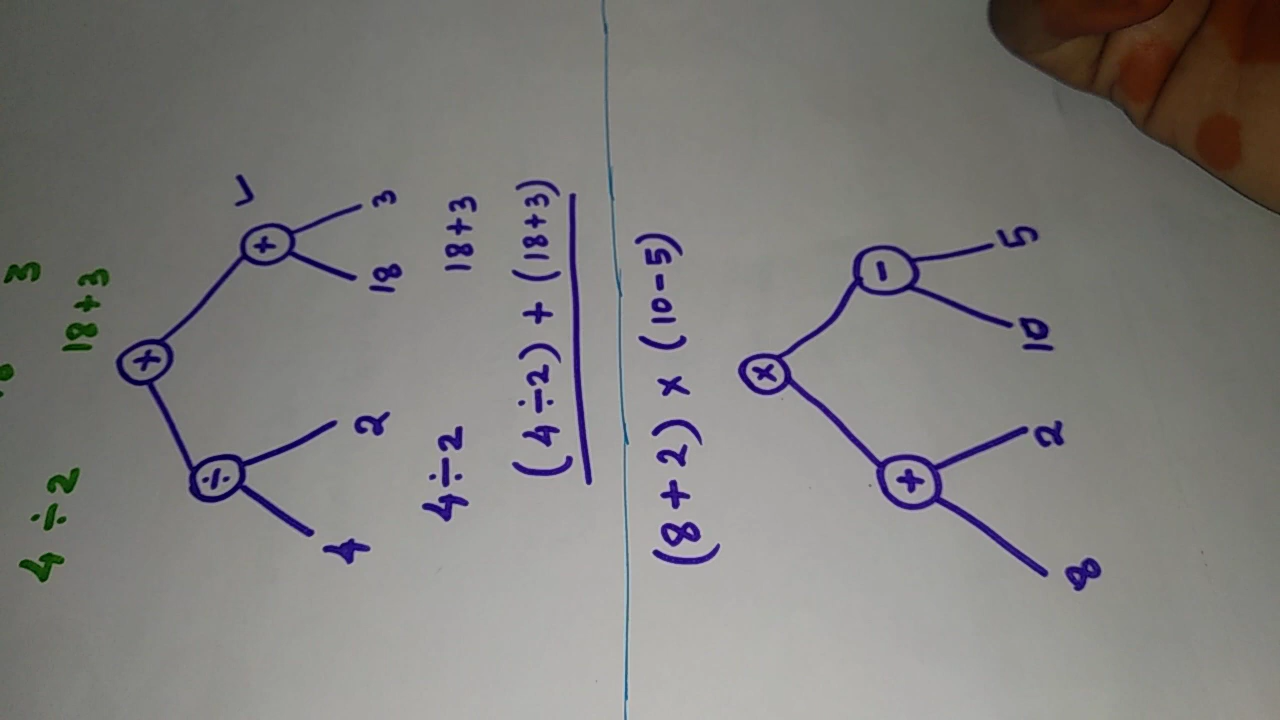 3
4 ÷ 2 18 + 3
+
÷ + ✓
4 2 18 3
4 ÷ 2 18 + 3
(4 ÷ 2) + (18 + 3)
(8 + 2) × (10 - 5)
×
+ -
8 2 10 5